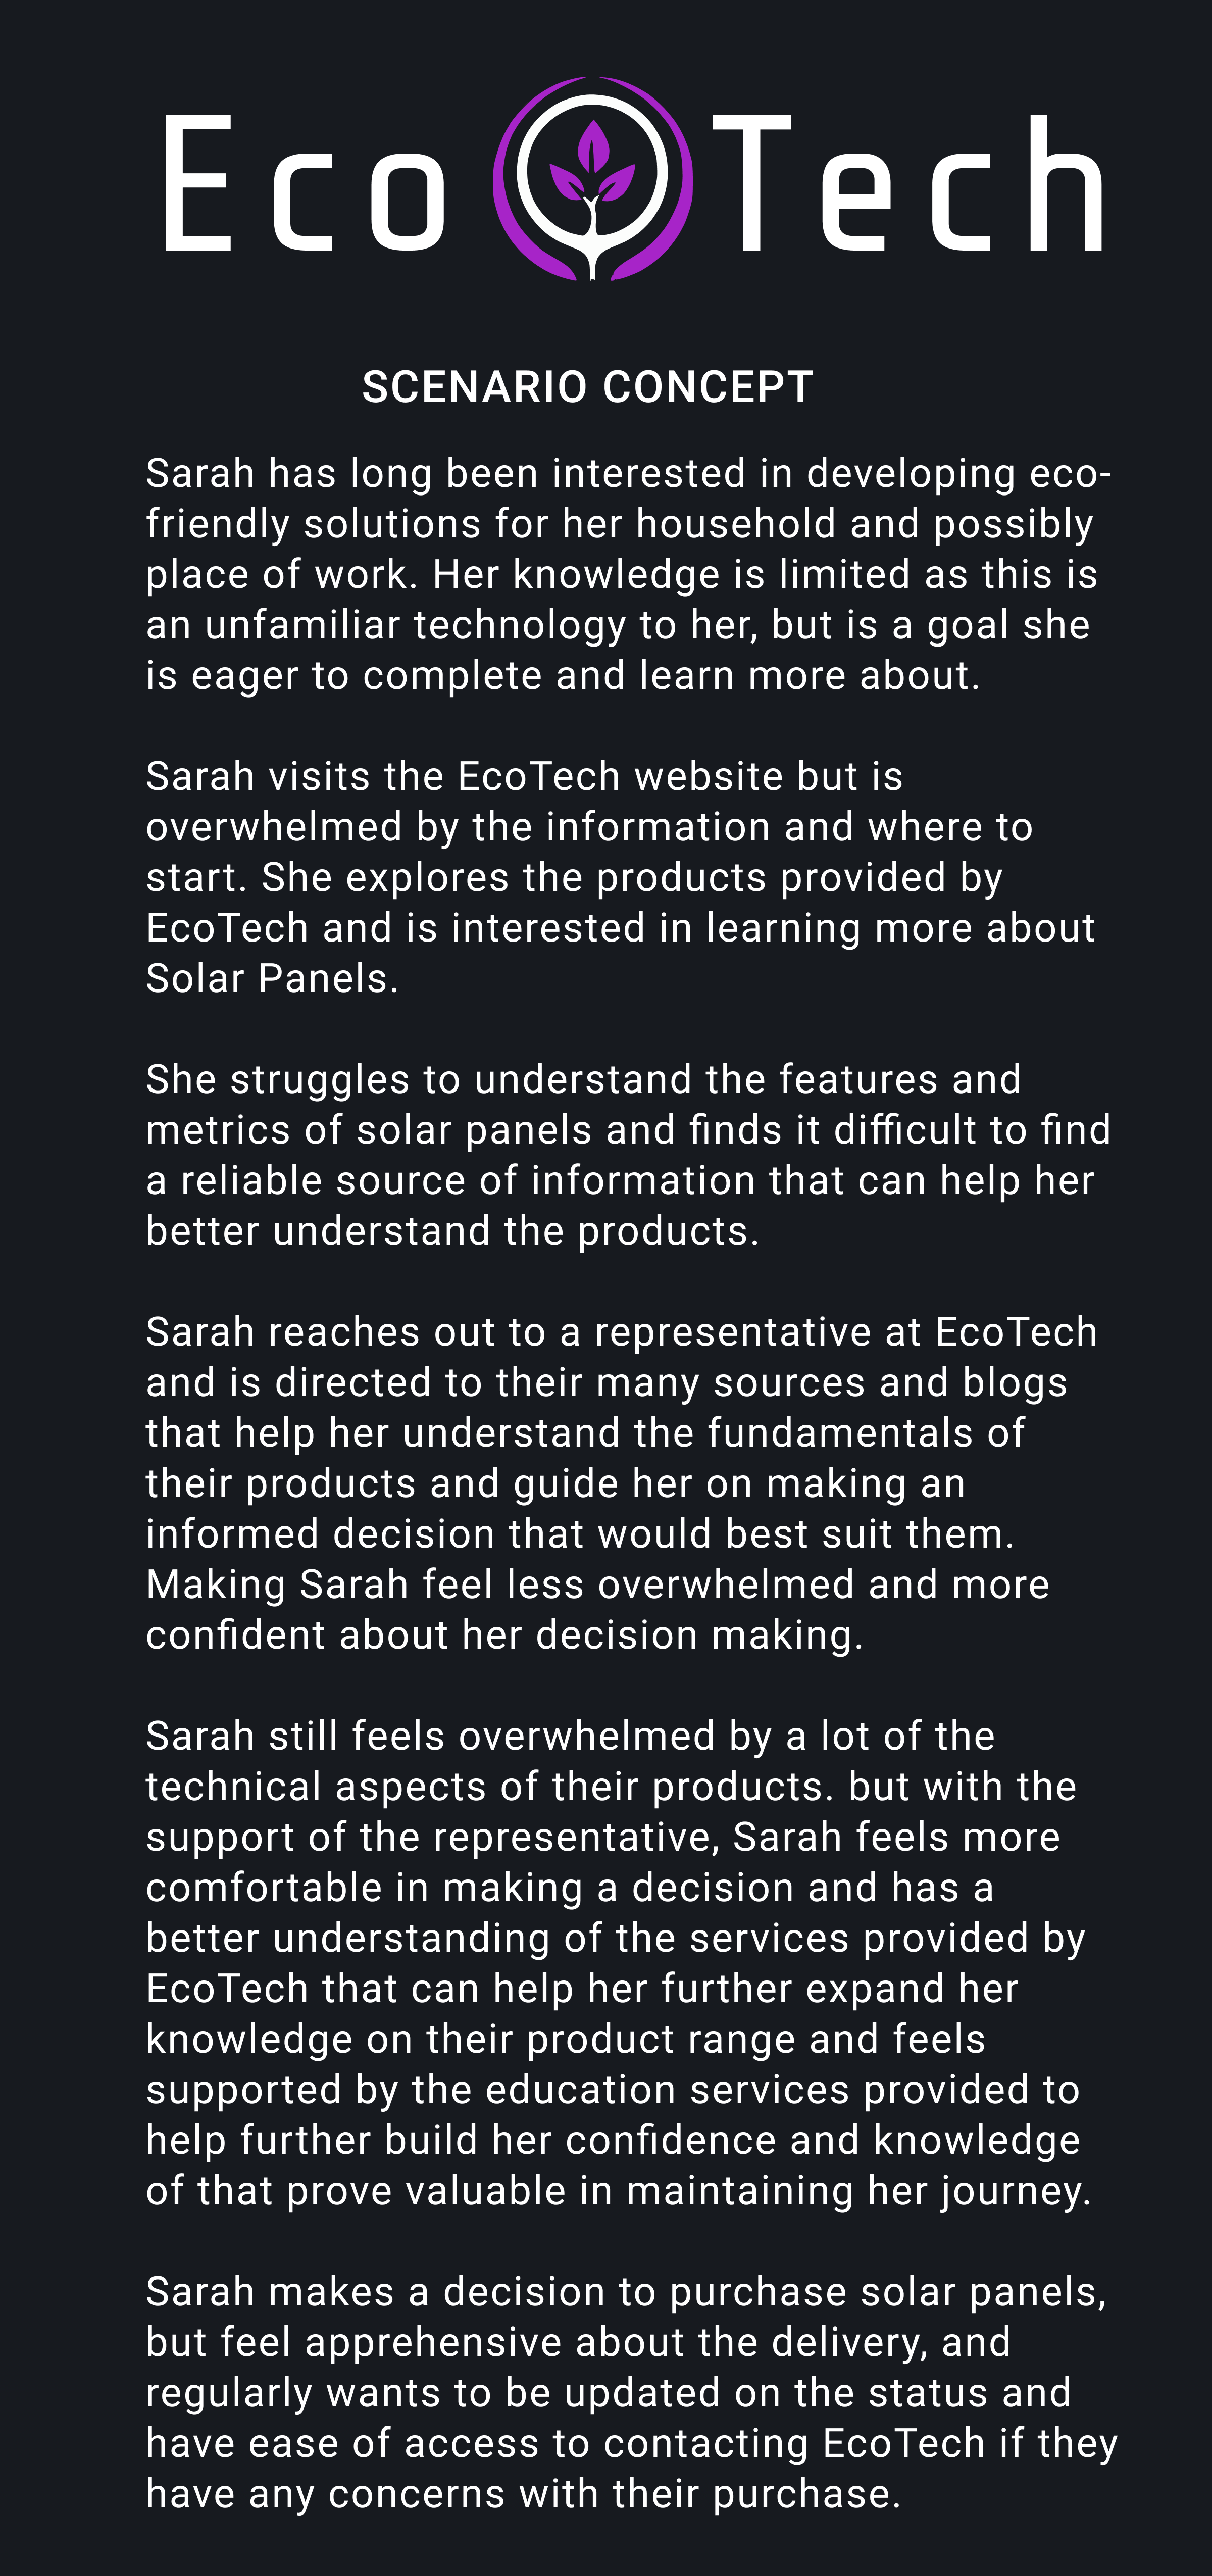 Eco Tech
SCENARIO CONCEPT
Sarah has long been interested in developing eco-
friendly solutions for her household and possibly
place of work. Her knowledge is limited as this is
an unfamiliar technology to her, but is a goal she
is eager to complete and learn more about.
Sarah visits the EcoTech website but is
overwhelmed by the information and where to
start. She explores the products provided by
EcoTech and is interested in learning more about
Solar Panels.
She struggles to understand the features and
metrics of solar panels and finds it difficult to find
a reliable source of information that can help her
better understand the products.
Sarah reaches out to a representative at EcoTech
and is directed to their many sources and blogs
that help her understand the fundamentals of
their products and guide her on making an
informed decision that would best suit them.
Making Sarah feel less overwhelmed and more
confident about her decision making.
Sarah still feels overwhelmed by a lot of the
technical aspects of their products. but with the
support of the representative, Sarah feels more
comfortable in making a decision and has a
better understanding of the services provided by
EcoTech that can help her further expand her
knowledge on their product range and feels
supported by the education services provided to
help further build her confidence and knowledge
of that prove valuable in maintaining her journey.
Sarah makes a decision to purchase solar panels,
but feel apprehensive about the delivery, and
regularly wants to be updated on the status and
have ease of access to contacting EcoTech if they
have any concerns with their purchase.